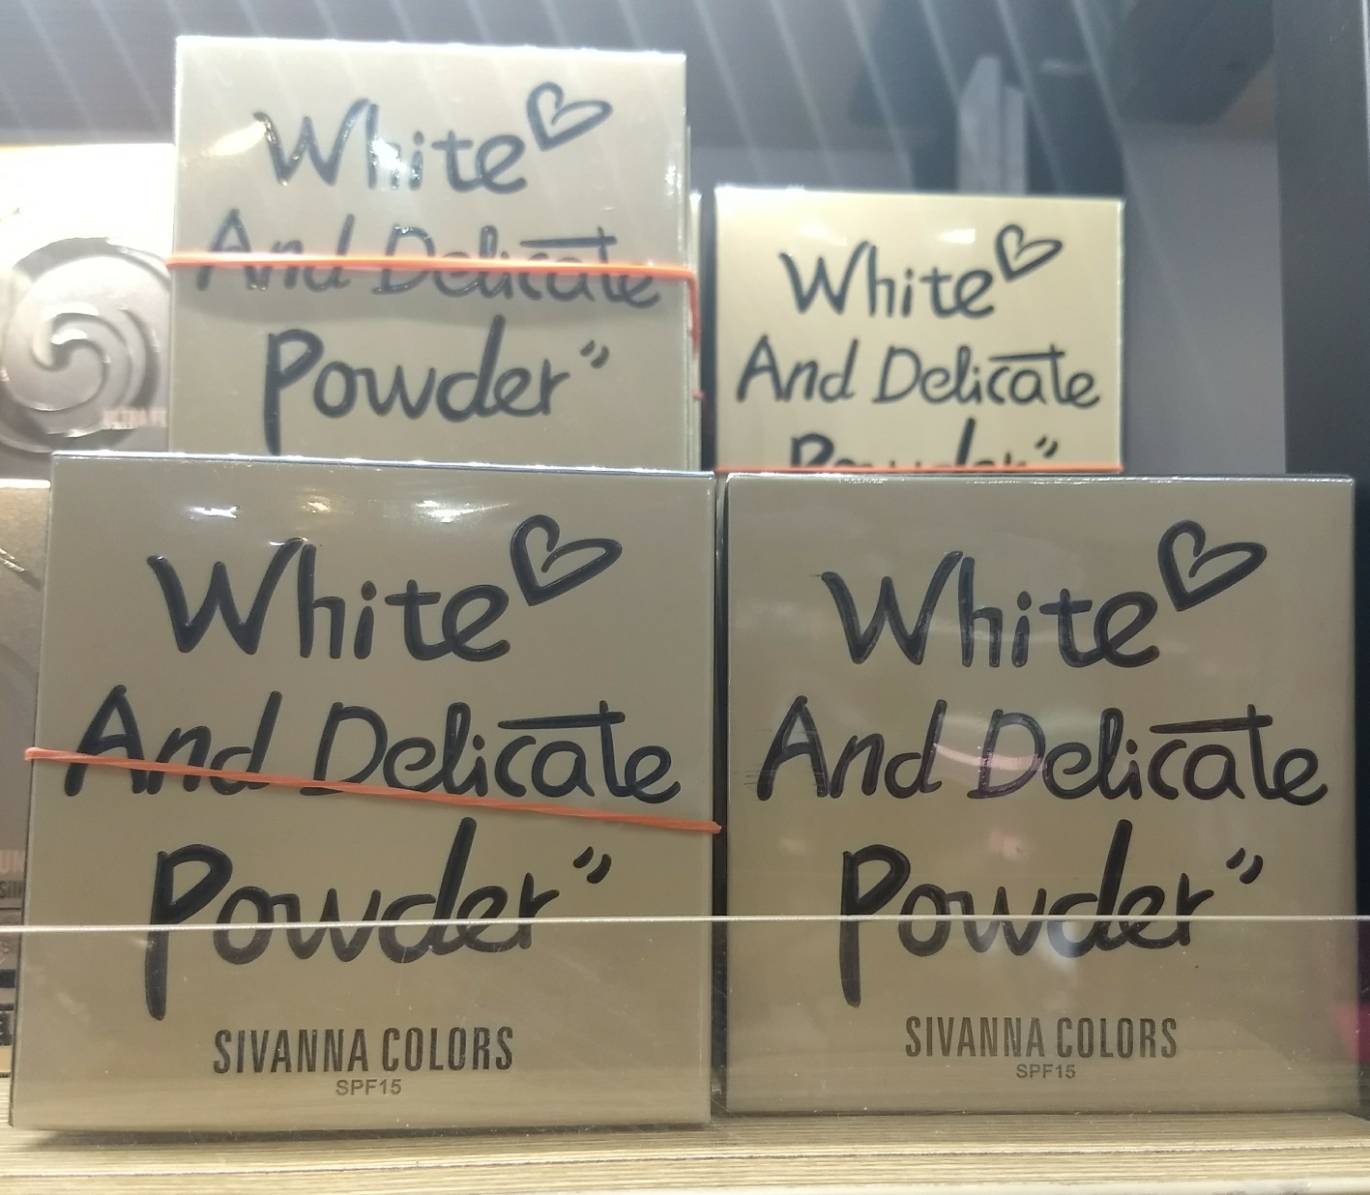 White
And Delicate
Powder
White
And Delicate
Powder
White
And Delicate
Powder
SIVANNA COLORS
SPF15
White
And Delicate
Powder
SIVANNA COLORS
SPF15